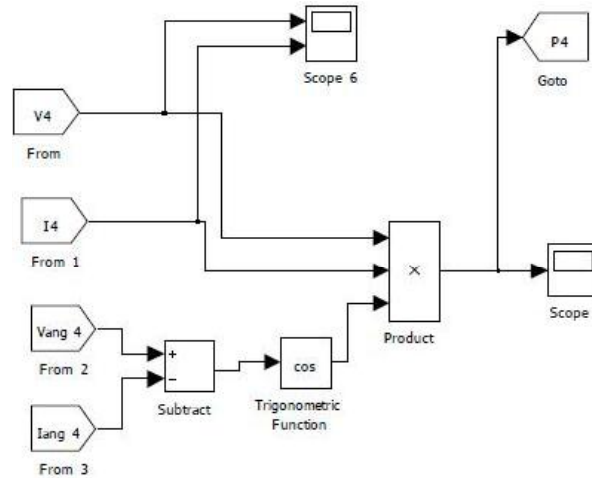 P4
Scope 6
Goto
V4
From
I4
From 1
×
Scope
Product
Vang 4
From 2
+
−
cos
Subtract
Trigonometric
Function
Iang 4
From 3